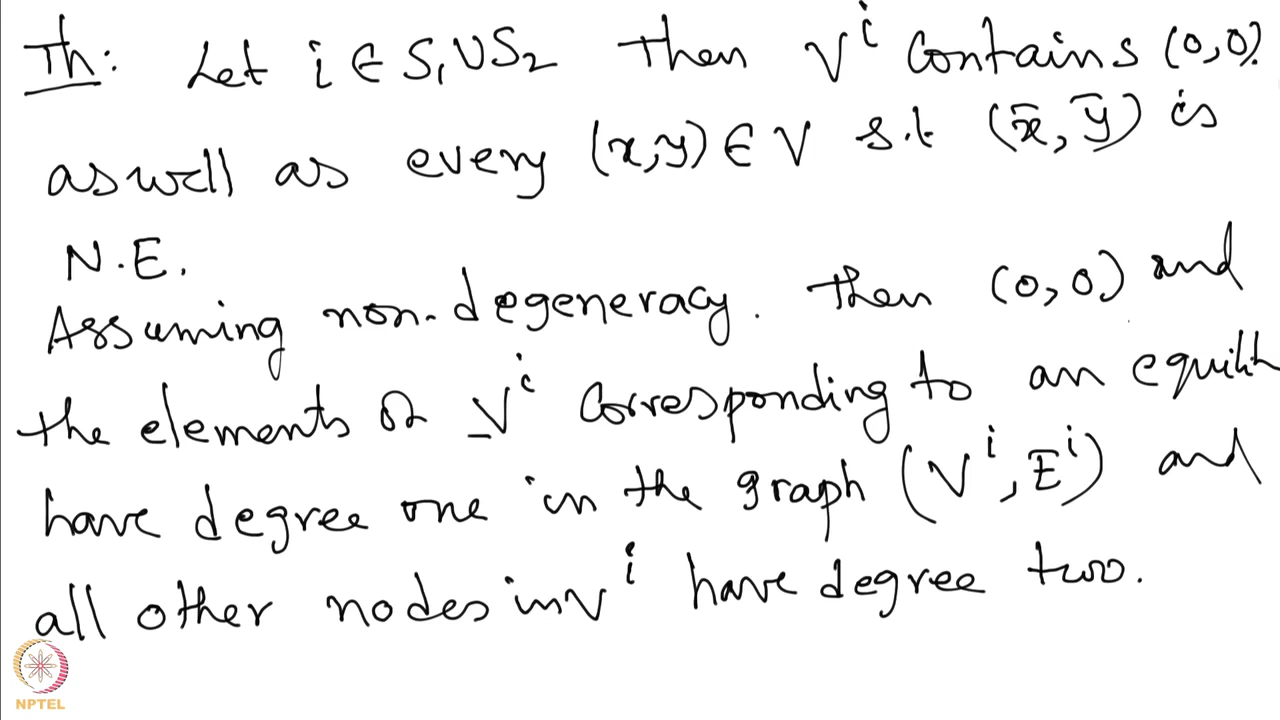 Th: Let i ∈ S₁∪S₂ then Vⁱ contains (0,0).
as well as every (x,y) ∈ V s.t (x̄, ȳ) is
N.E.
Assuming non-degeneracy. then (0,0) and
the elements of Vⁱ corresponding to an equilib
have degree one in the graph (Vⁱ, Eⁱ) and
all other nodes in Vⁱ have degree two.
NPTEL